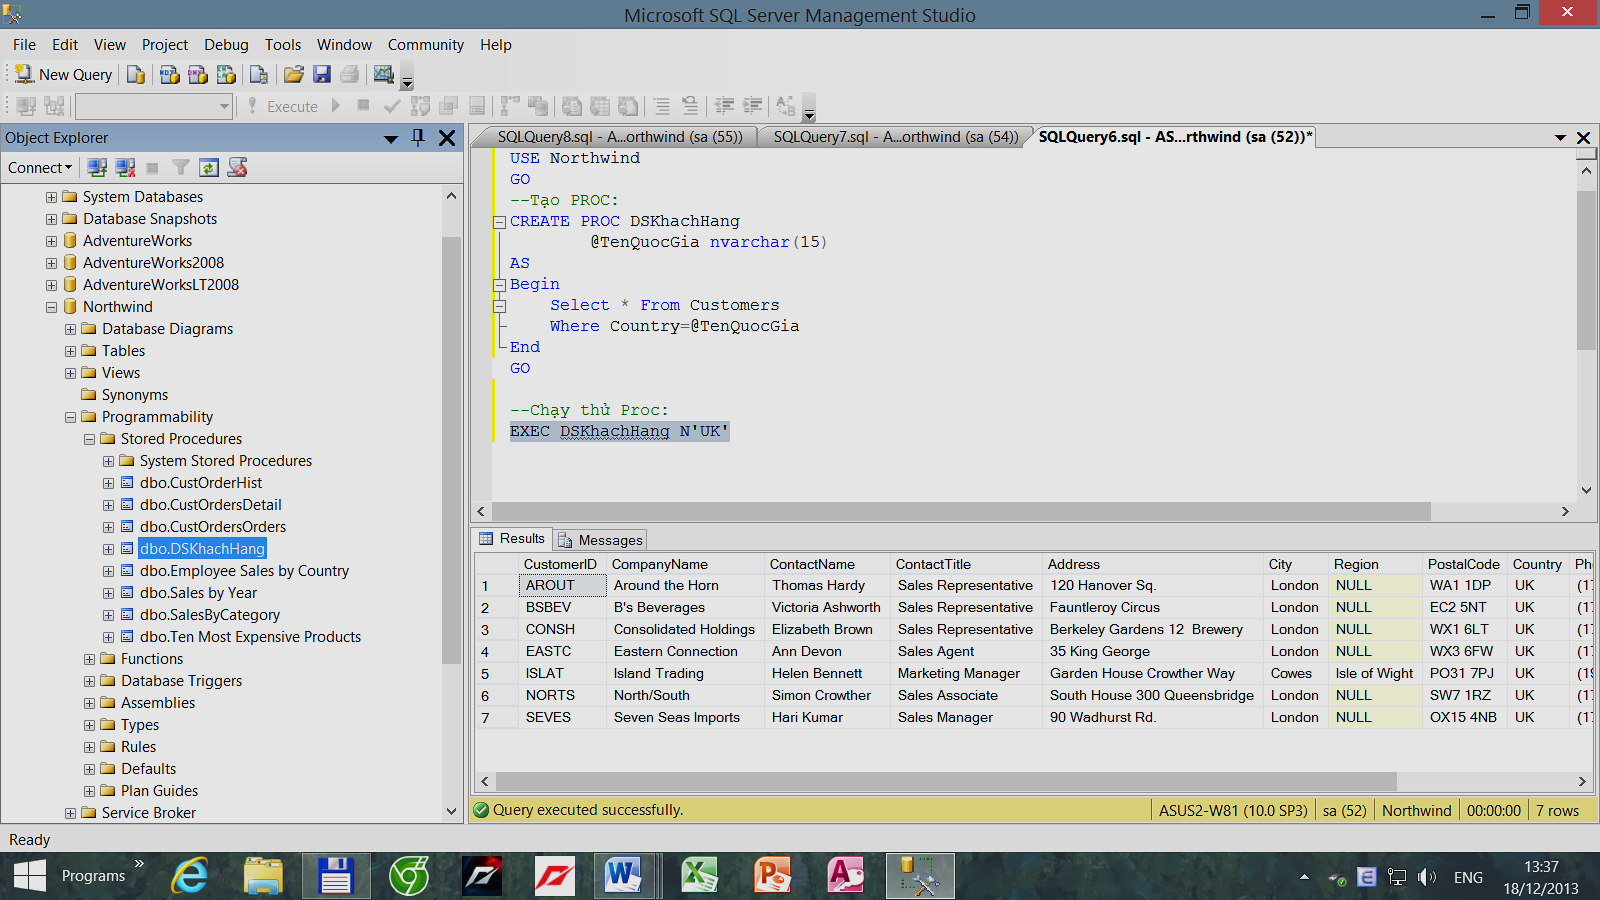 Microsoft SQL Server Management Studio
File Edit View Project Debug Tools Window Community Help
New Query
Execute
Object Explorer
Connect
System Databases
Database Snapshots
AdventureWorks
AdventureWorks2008
AdventureWorksLT2008
Northwind
Database Diagrams
Tables
Views
Synonyms
Programmability
Stored Procedures
System Stored Procedures
dbo.CustOrderHist
dbo.CustOrdersDetail
dbo.CustOrdersOrders
dbo.DSKhachHang
dbo.Employee Sales by Country
dbo.Sales by Year
dbo.SalesByCategory
dbo.Ten Most Expensive Products
Functions
Database Triggers
Assemblies
Types
Rules
Defaults
Plan Guides
Service Broker
SQLQuery8.sql - A...orthwind (sa (55)) SQLQuery7.sql - A...orthwind (sa (54)) SQLQuery6.sql - AS...rthwind (sa (52))*
USE Northwind
GO
--Tạo PROC:
CREATE PROC DSKhachHang
@TenQuocGia nvarchar(15)
AS
Begin
Select * From Customers
Where Country=@TenQuocGia
End
GO
--Chạy thử Proc:
EXEC DSKhachHang N'UK'
Results Messages
CustomerID CompanyName ContactName ContactTitle Address City Region PostalCode Country Pho
1 AROUT Around the Horn Thomas Hardy Sales Representative 120 Hanover Sq. London NULL WA1 1DP UK (17
2 BSBEV B's Beverages Victoria Ashworth Sales Representative Fauntleroy Circus London NULL EC2 5NT UK (17
3 CONSH Consolidated Holdings Elizabeth Brown Sales Representative Berkeley Gardens 12 Brewery London NULL WX1 6LT UK (17
4 EASTC Eastern Connection Ann Devon Sales Agent 35 King George London NULL WX3 6FW UK (17
5 ISLAT Island Trading Helen Bennett Marketing Manager Garden House Crowther Way Cowes Isle of Wight PO31 7PJ UK (19
6 NORTS North/South Simon Crowther Sales Associate South House 300 Queensbridge London NULL SW7 1RZ UK (17
7 SEVES Seven Seas Imports Hari Kumar Sales Manager 90 Wadhurst Rd. London NULL OX15 4NB UK (17
Query executed successfully. ASUS2-W81 (10.0 SP3) sa (52) Northwind 00:00:00 7 rows
Ready
Programs
ENG
13:37
18/12/2013